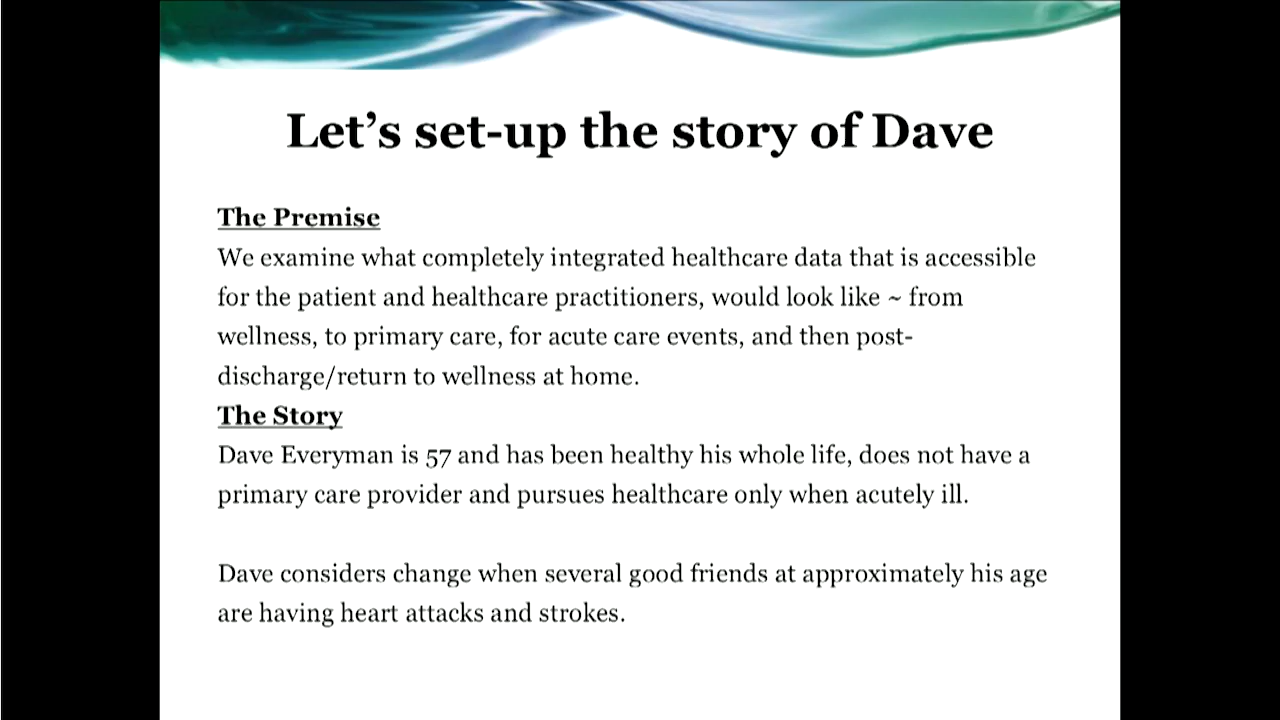 Let’s set-up the story of Dave
The Premise
We examine what completely integrated healthcare data that is accessible
for the patient and healthcare practitioners, would look like ~ from
wellness, to primary care, for acute care events, and then post-
discharge/return to wellness at home.
The Story
Dave Everyman is 57 and has been healthy his whole life, does not have a
primary care provider and pursues healthcare only when acutely ill.
Dave considers change when several good friends at approximately his age
are having heart attacks and strokes.